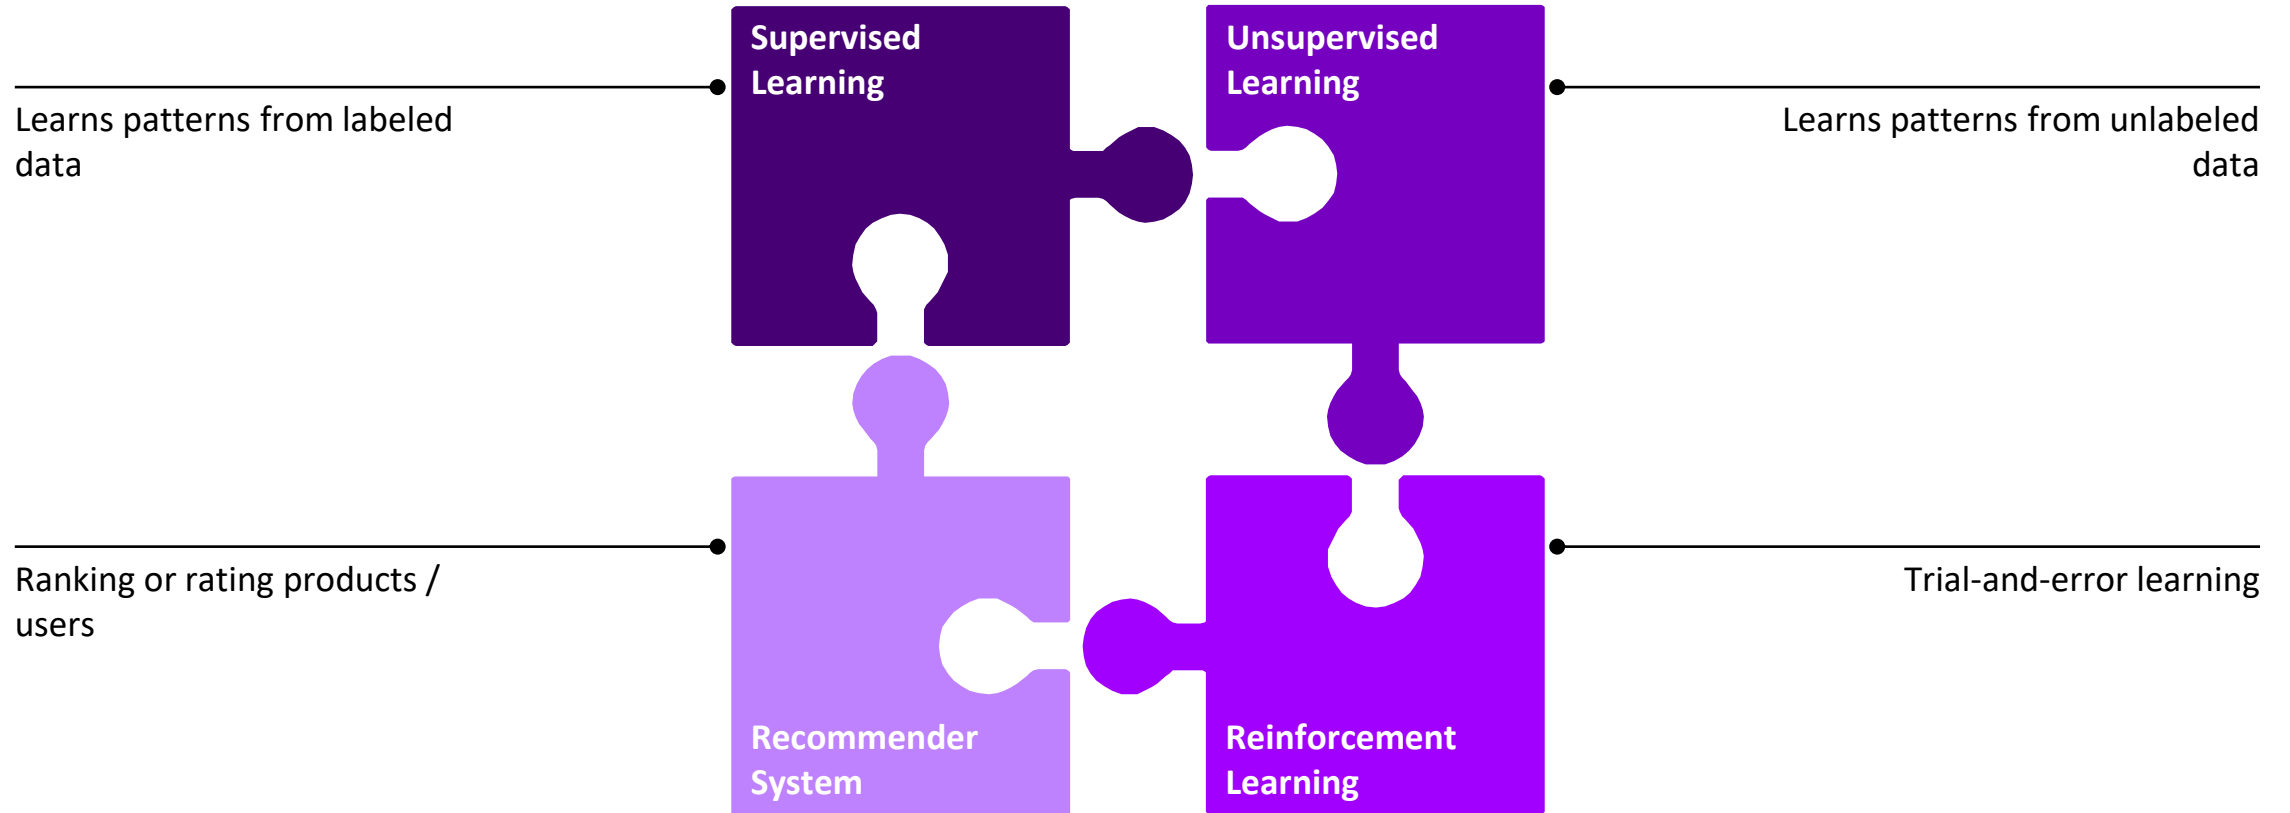 Supervised
Learning
Learns patterns from labeled
data
Unsupervised
Learning
Learns patterns from unlabeled
data
Recommender
System
Ranking or rating products /
users
Reinforcement
Learning
Trial-and-error learning